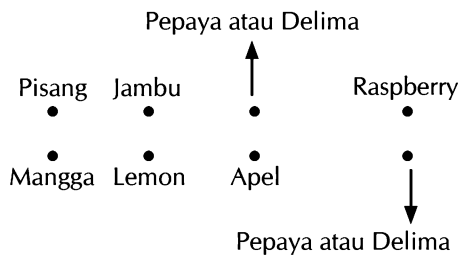 Pepaya atau Delima
Pisang Jambu Raspberry
Mangga Lemon Apel
Pepaya atau Delima